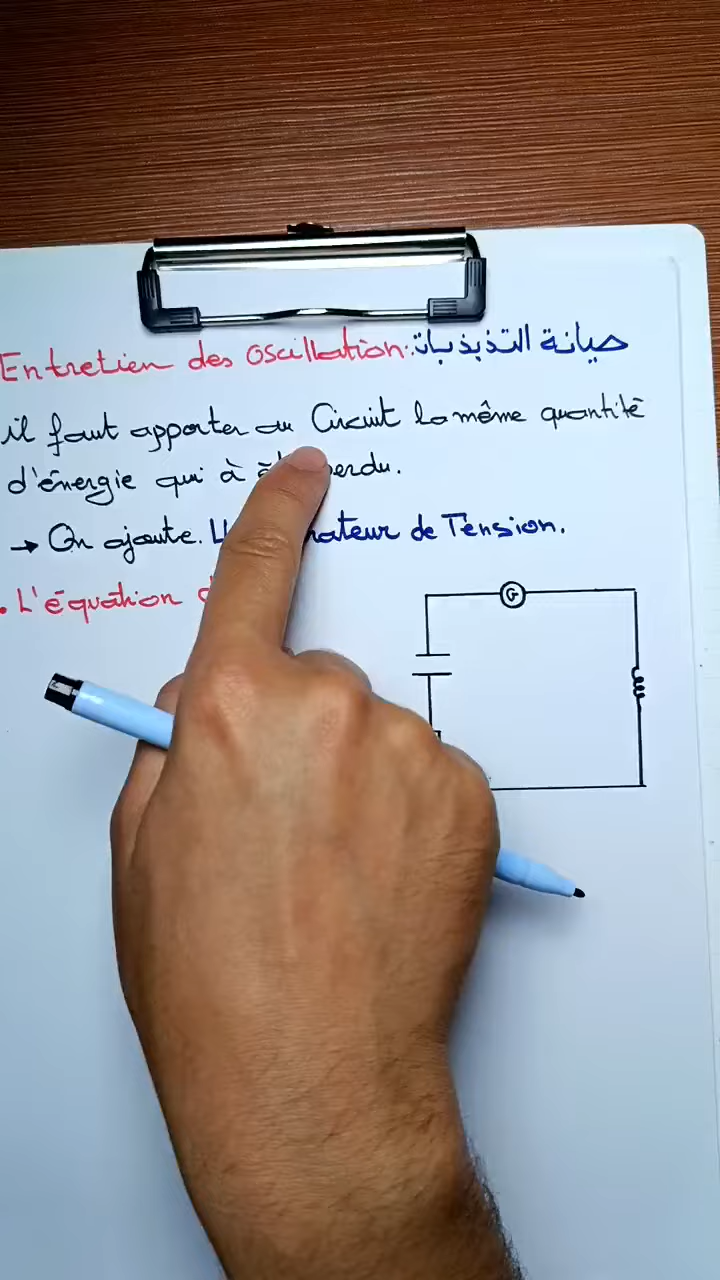 Entretien des oscillation: صيانة التذبذبات
il faut apporter au Circuit la même quantité
d'énergie qui à perdu.
→ On ajoute. de Tension.
. L'équation
G